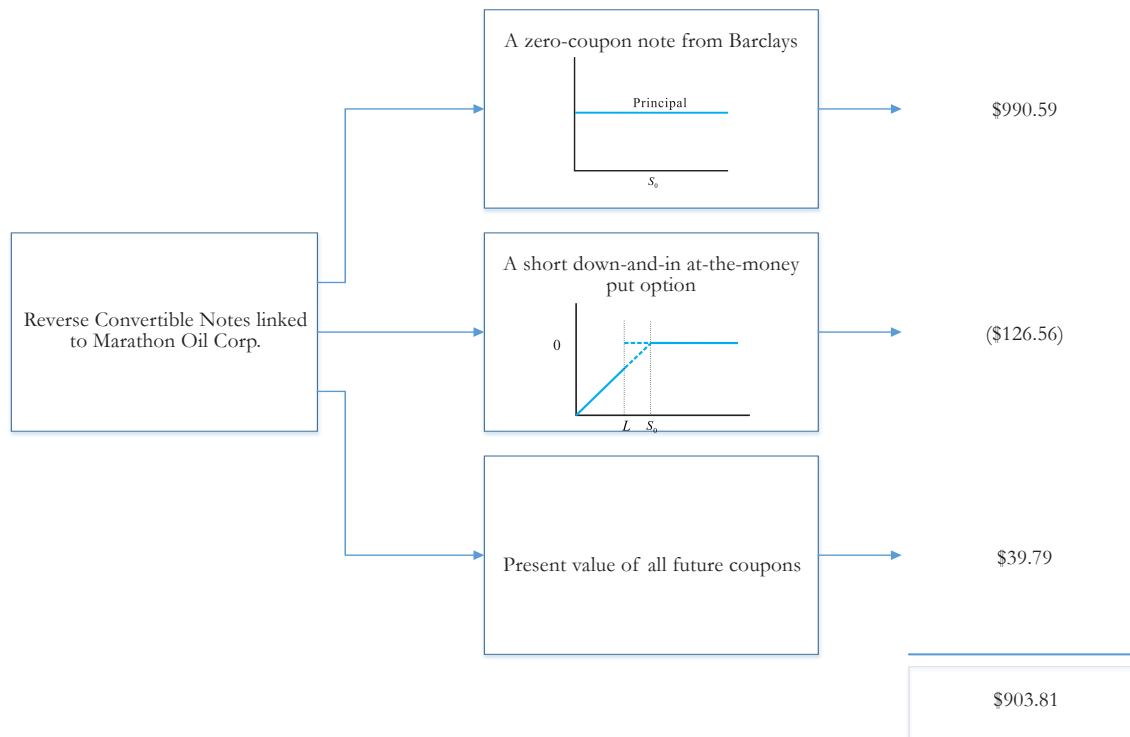 A zero-coupon note from Barclays
Principal
S₀
$990.59
Reverse Convertible Notes linked
to Marathon Oil Corp.
A short down-and-in at-the-money
put option
0
L S₀
($126.56)
Present value of all future coupons
$39.79
$903.81